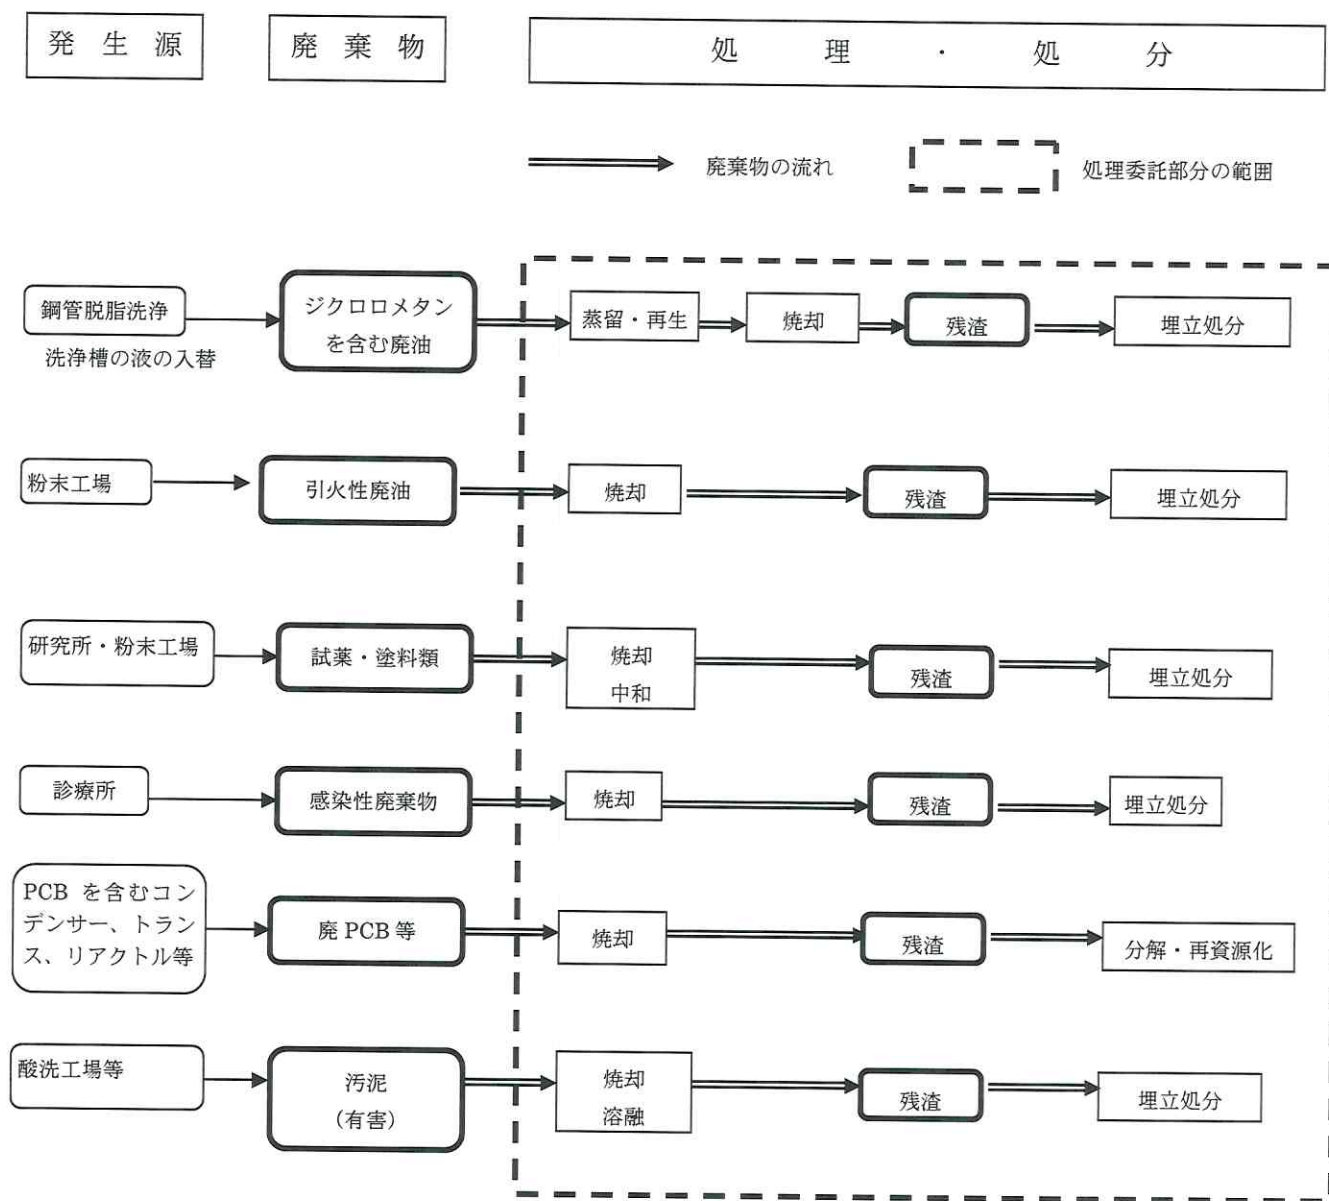 発 生 源
廃 棄 物
処 理 ・ 処 分
廃棄物の流れ
処理委託部分の範囲
鋼管脱脂洗浄
洗浄槽の液の入替
ジクロロメタン
を含む廃油
蒸留・再生
焼却
残渣
埋立処分
粉末工場
引火性廃油
焼却
残渣
埋立処分
研究所・粉末工場
試薬・塗料類
焼却
中和
残渣
埋立処分
診療所
感染性廃棄物
焼却
残渣
埋立処分
PCB を含むコン
デンサー、トラン
ス、リアクトル等
廃 PCB 等
焼却
残渣
分解・再資源化
酸洗工場等
汚泥
(有害)
焼却
溶融
残渣
埋立処分